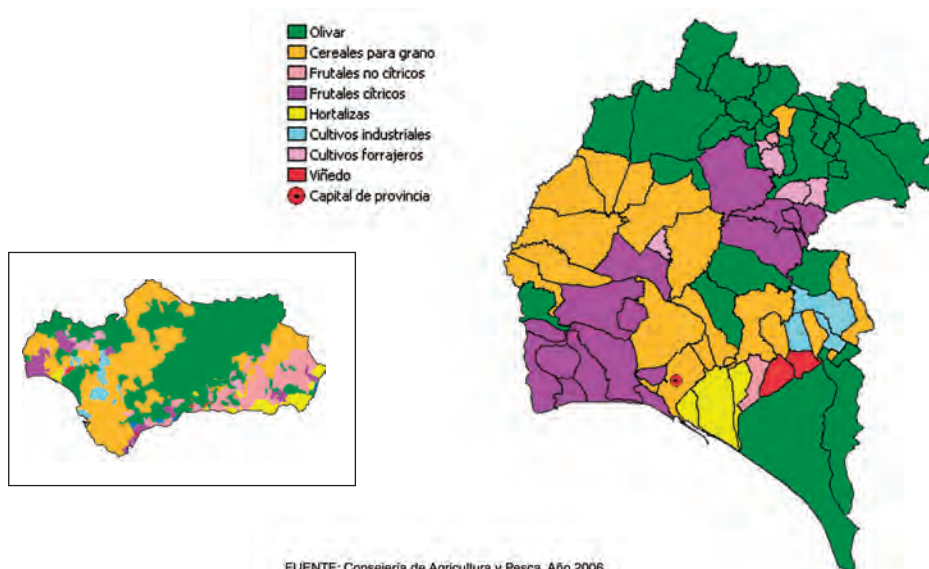 Olivar
Cereales para grano
Frutales no cítricos
Frutales cítricos
Hortalizas
Cultivos industriales
Cultivos forrajeros
Viñedo
Capital de provincia
FUENTE: Consejería de Agricultura y Pesca. Año 2006